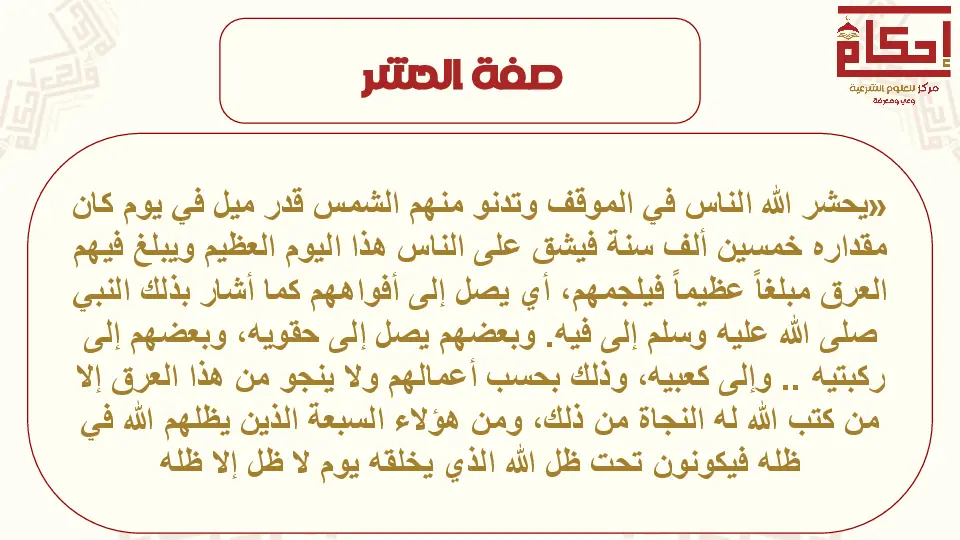 إحكام
مركز للعلوم الشرعية
وعي ومعرفة
صفة الحشر
«يحشر الله الناس في الموقف وتدنو منهم الشمس قدر ميل في يوم كان
مقداره خمسين ألف سنة فيشق على الناس هذا اليوم العظيم ويبلغ فيهم
العرق مبلغاً عظيماً فيلجمهم، أي يصل إلى أفواههم كما أشار بذلك النبي
صلى الله عليه وسلم إلى فيه. وبعضهم يصل إلى حقويه، وبعضهم إلى
ركبتيه .. وإلى كعبيه، وذلك بحسب أعمالهم ولا ينجو من هذا العرق إلا
من كتب الله له النجاة من ذلك، ومن هؤلاء السبعة الذين يظلهم الله في
ظله فيكونون تحت ظل الله الذي يخلقه يوم لا ظل إلا ظله